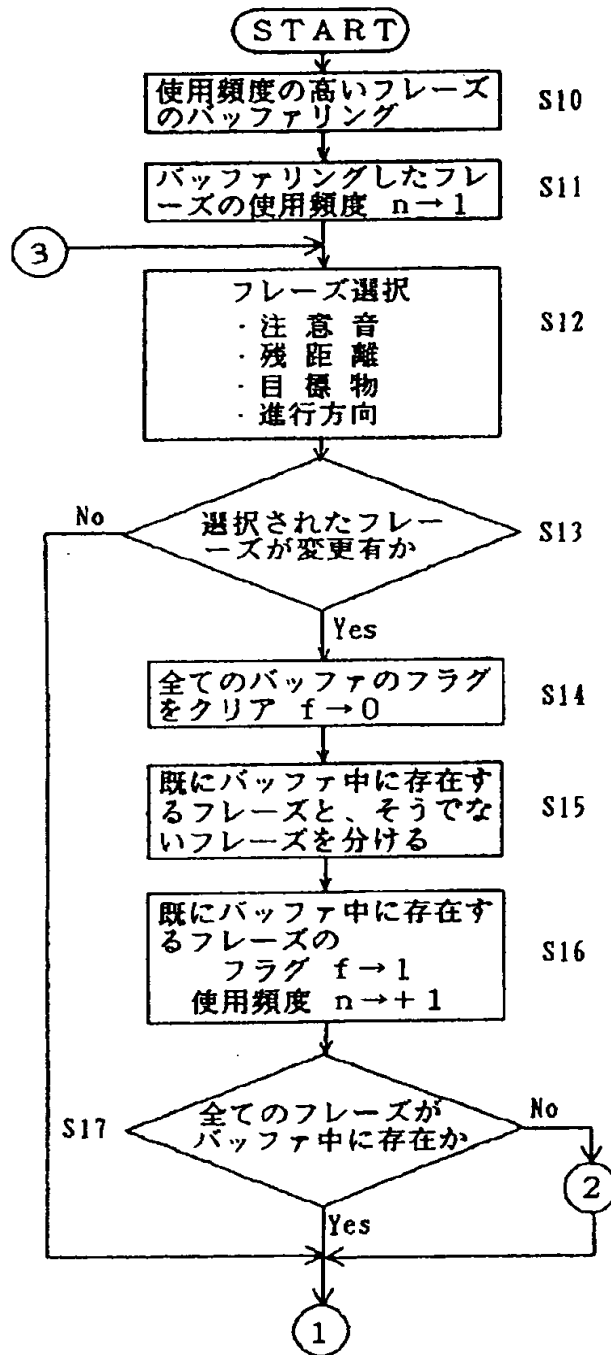 START
使用頻度の高いフレーズ
のバッファリング
S10
バッファリングしたフレ
ーズの使用頻度 n→1
S11
3
フレーズ選択
・注意音
・残距離
・目標物
・進行方向
S12
No
選択されたフレー
ーズが変更有か
S13
Yes
全てのバッファのフラグ
をクリア f→0
S14
既にバッファ中に存在す
るフレーズと、そうでな
いフレーズを分ける
S15
既にバッファ中に存在す
るフレーズの
フラグ f→1
使用頻度 n→+1
S16
S17
全てのフレーズが
バッファ中に存在か
No
2
Yes
1